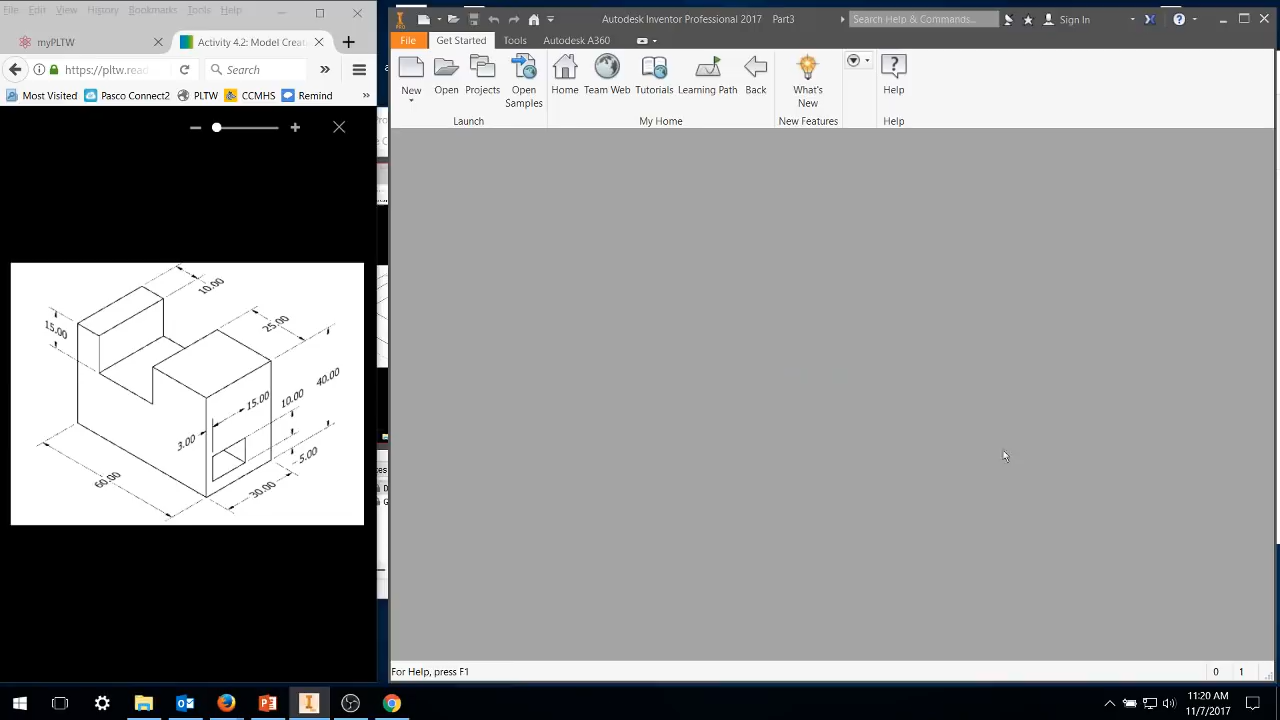 File Edit View History Bookmarks Tools Help
myPLTW
Activity 4.2: Model Creat
https://pltw.read
Search
Most Visited Pasco Connect2 PLTW CCMHS Remind
10.00
15.00
25.00
40.00
15.00
10.00
3.00
5.00
60.00
30.00
Autodesk Inventor Professional 2017 Part3
Search Help & Commands...
Sign In
PRO
File Get Started Tools Autodesk A360
New Open Projects Open Samples
Home Team Web Tutorials Learning Path Back
What's New
Help
Launch My Home New Features Help
For Help, press F1
0 1
11:20 AM
11/7/2017